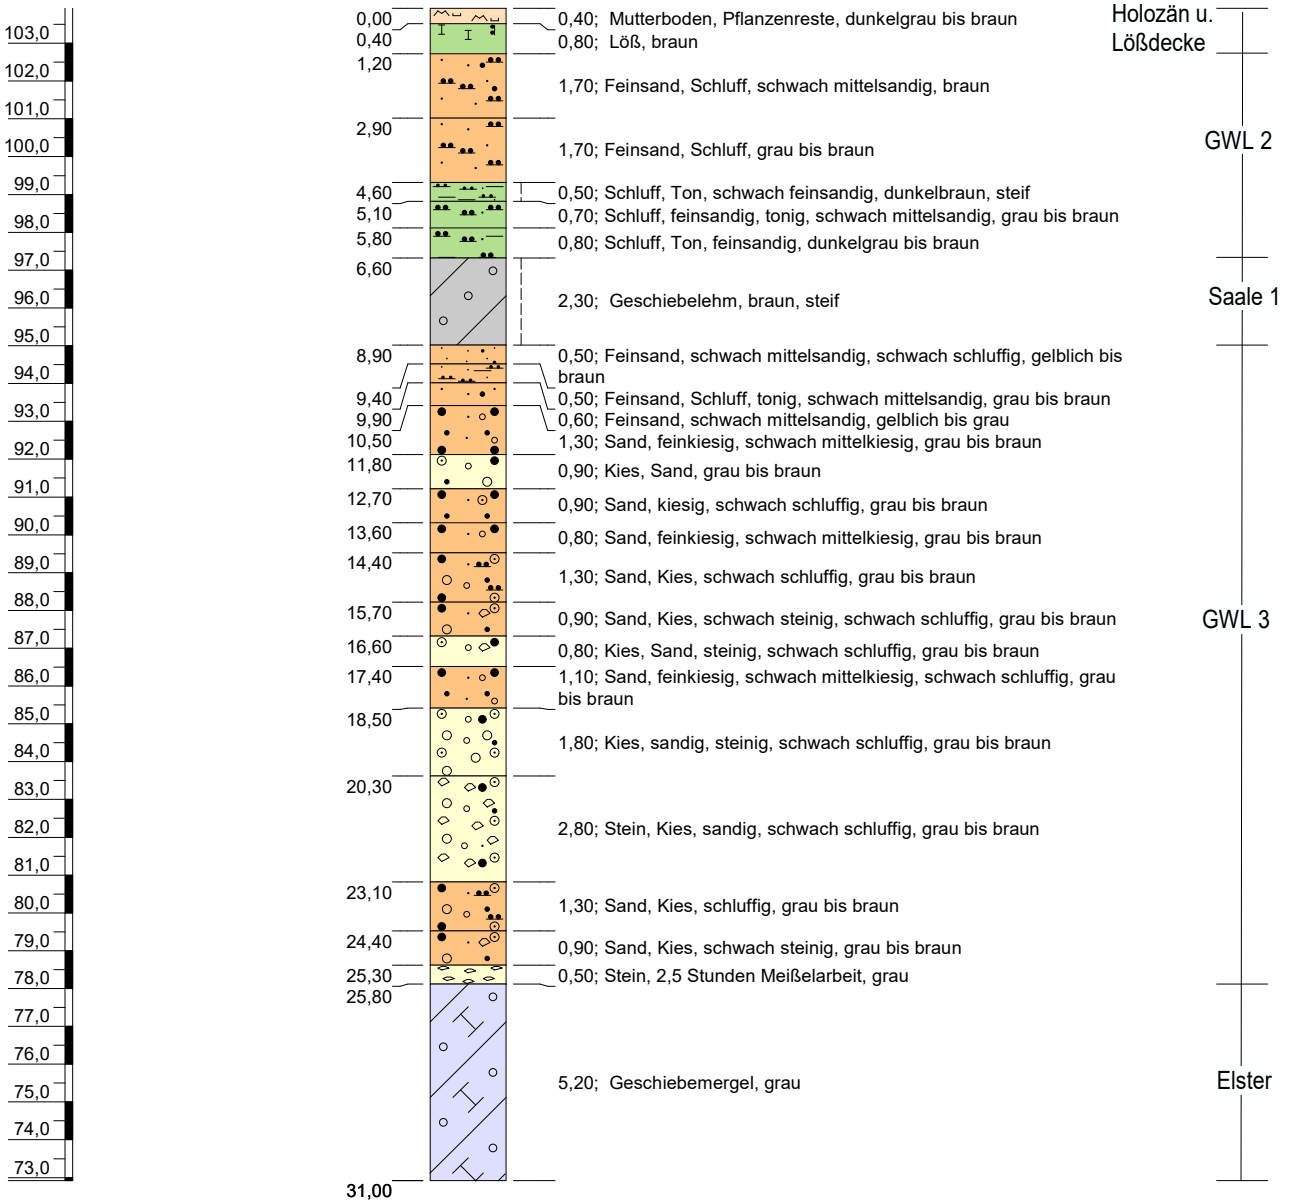 Holozän u.
Lößdecke
0,00
0,40; Mutterboden, Pflanzenreste, dunkelgrau bis braun
103,0
0,40
0,80; Löß, braun
102,0
1,20
1,70; Feinsand, Schluff, schwach mittelsandig, braun
101,0
2,90
100,0
1,70; Feinsand, Schluff, grau bis braun
GWL 2
99,0
4,60
0,50; Schluff, Ton, schwach feinsandig, dunkelbraun, steif
98,0
5,10
0,70; Schluff, feinsandig, tonig, schwach mittelsandig, grau bis braun
5,80
0,80; Schluff, Ton, feinsandig, dunkelgrau bis braun
97,0
6,60
96,0
2,30; Geschiebelehm, braun, steif
Saale 1
95,0
8,90
0,50; Feinsand, schwach mittelsandig, schwach schluffig, gelblich bis
braun
94,0
9,40
0,50; Feinsand, Schluff, tonig, schwach mittelsandig, grau bis braun
93,0
9,90
0,60; Feinsand, schwach mittelsandig, gelblich bis grau
92,0
10,50
1,30; Sand, feinkiesig, schwach mittelkiesig, grau bis braun
11,80
0,90; Kies, Sand, grau bis braun
91,0
12,70
0,90; Sand, kiesig, schwach schluffig, grau bis braun
90,0
13,60
0,80; Sand, feinkiesig, schwach mittelkiesig, grau bis braun
89,0
14,40
1,30; Sand, Kies, schwach schluffig, grau bis braun
88,0
15,70
0,90; Sand, Kies, schwach steinig, schwach schluffig, grau bis braun
GWL 3
87,0
16,60
0,80; Kies, Sand, steinig, schwach schluffig, grau bis braun
86,0
17,40
1,10; Sand, feinkiesig, schwach mittelkiesig, schwach schluffig, grau
bis braun
85,0
18,50
84,0
1,80; Kies, sandig, steinig, schwach schluffig, grau bis braun
83,0
20,30
82,0
2,80; Stein, Kies, sandig, schwach schluffig, grau bis braun
81,0
23,10
80,0
1,30; Sand, Kies, schluffig, grau bis braun
79,0
24,40
0,90; Sand, Kies, schwach steinig, grau bis braun
78,0
25,30
0,50; Stein, 2,5 Stunden Meißelarbeit, grau
25,80
77,0
76,0
5,20; Geschiebemergel, grau
Elster
75,0
74,0
73,0
31,00